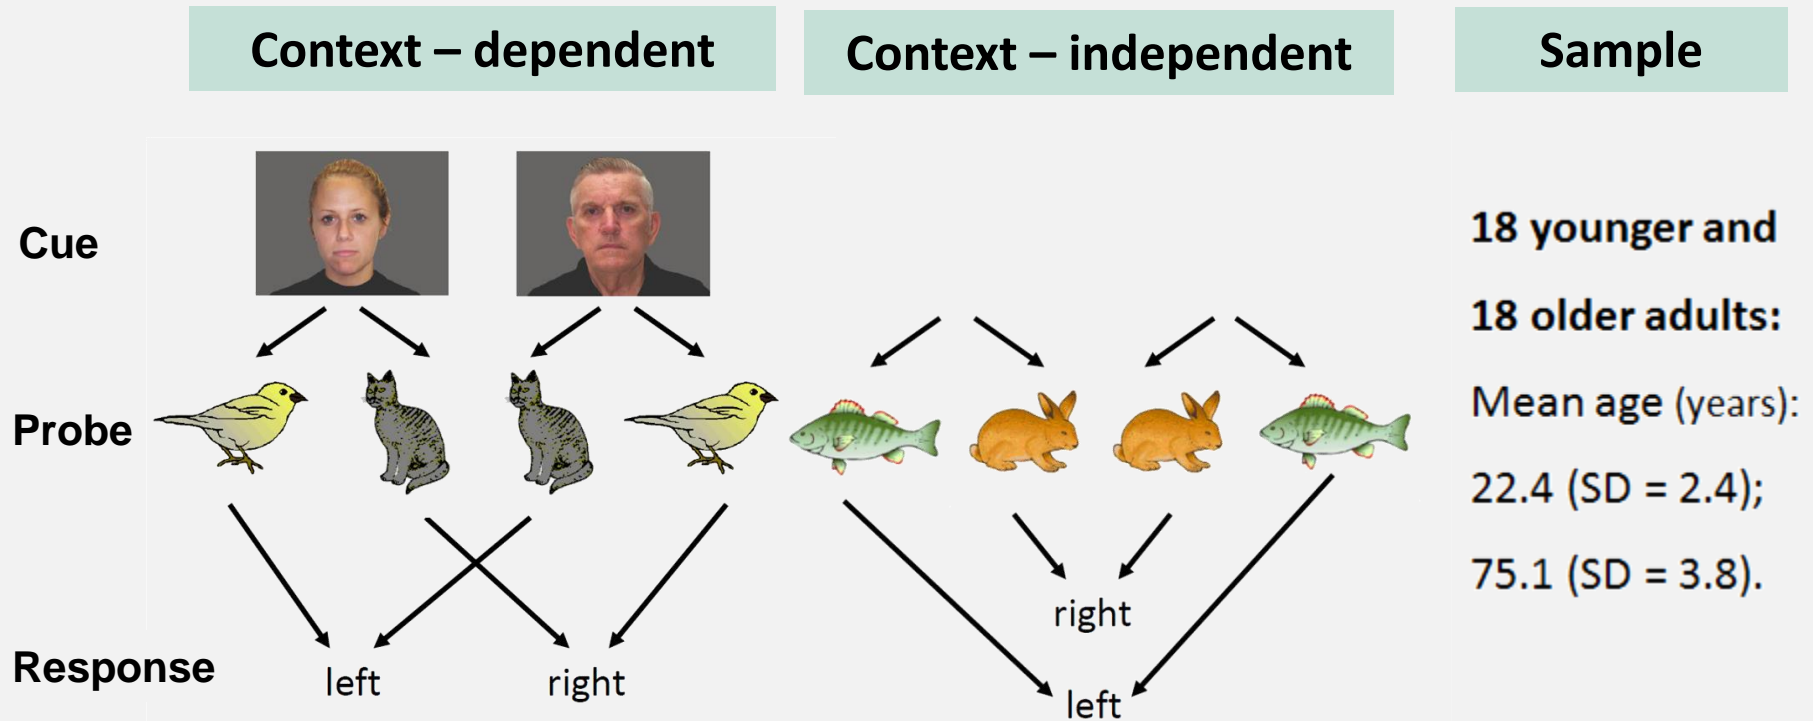 Context – dependent
Context – independent
Sample
Cue
Probe
Response
left
right
right
left
18 younger and
18 older adults:
Mean age (years):
22.4 (SD = 2.4);
75.1 (SD = 3.8).